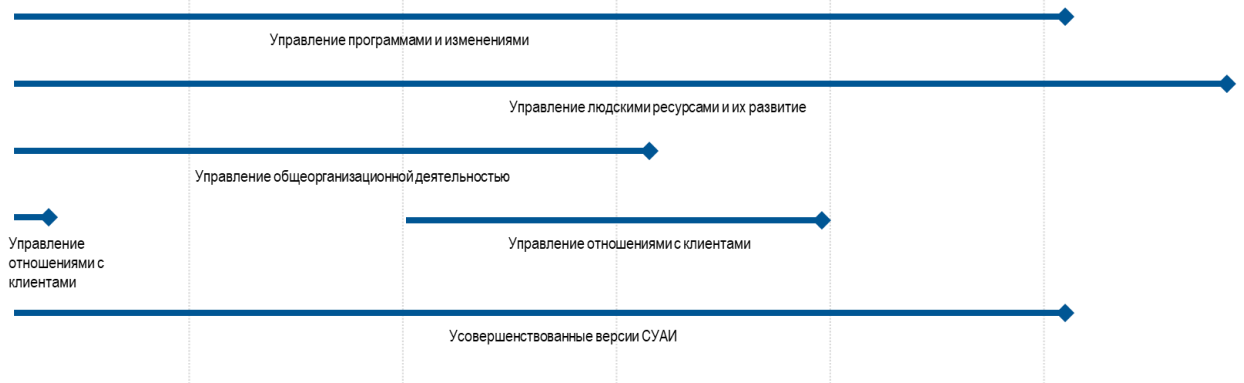 Управление программами и изменениями
Управление людскими ресурсами и их развитие
Управление общеорганизационной деятельностью
Управление
отношениями с
клиентами
Управление отношениями с клиентами
Усовершенствованные версии СУАИ